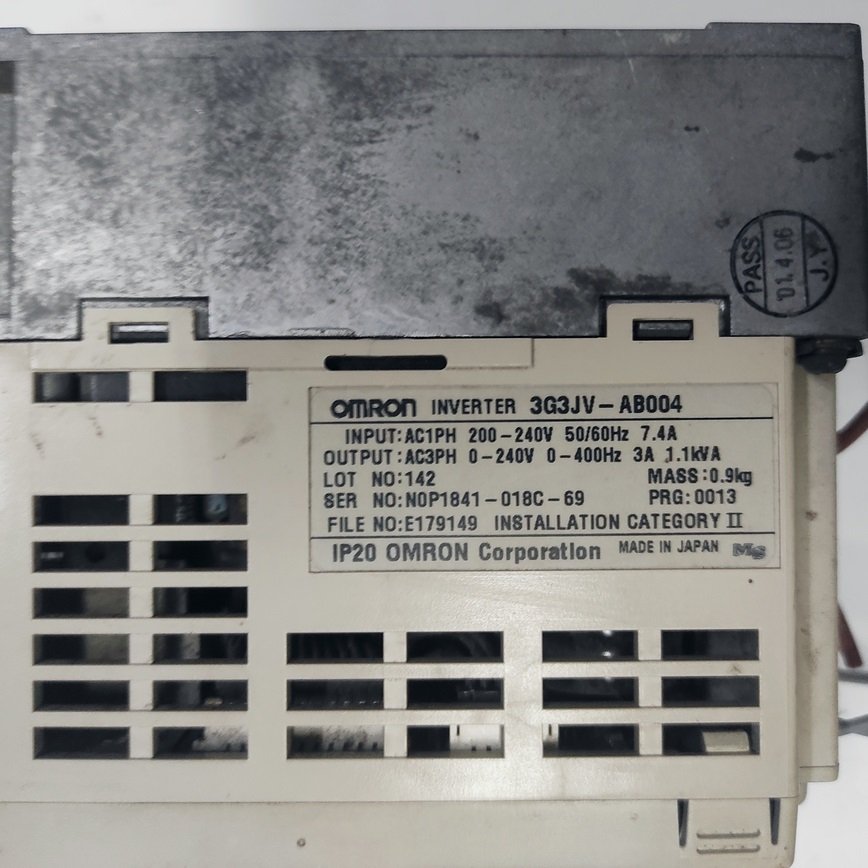 PASS
'01.4.06
J.Y
OMRON INVERTER 3G3JV-AB004
INPUT:AC1PH 200-240V 50/60Hz 7.4A
OUTPUT:AC3PH 0-240V 0-400Hz 3A 1.1kVA
LOT NO:142 MASS:0.9kg
SER NO:N0P1841-018C-69 PRG:0013
FILE NO:E179149 INSTALLATION CATEGORY II
IP20 OMRON Corporation MADE IN JAPAN